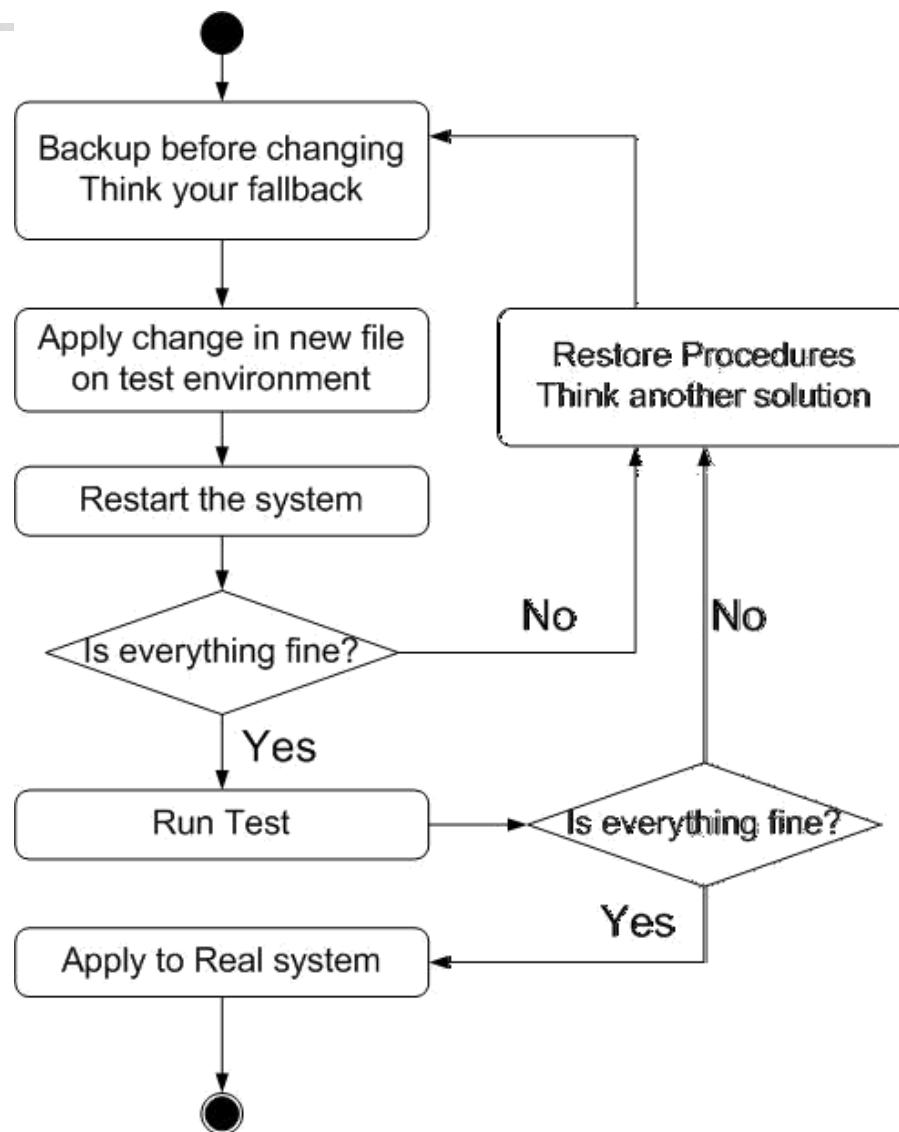 Backup before changing
Think your fallback
Apply change in new file
on test environment
Restore Procedures
Think another solution
Restart the system
Is everything fine?
No
No
Yes
Run Test
Is everything fine?
Yes
Apply to Real system